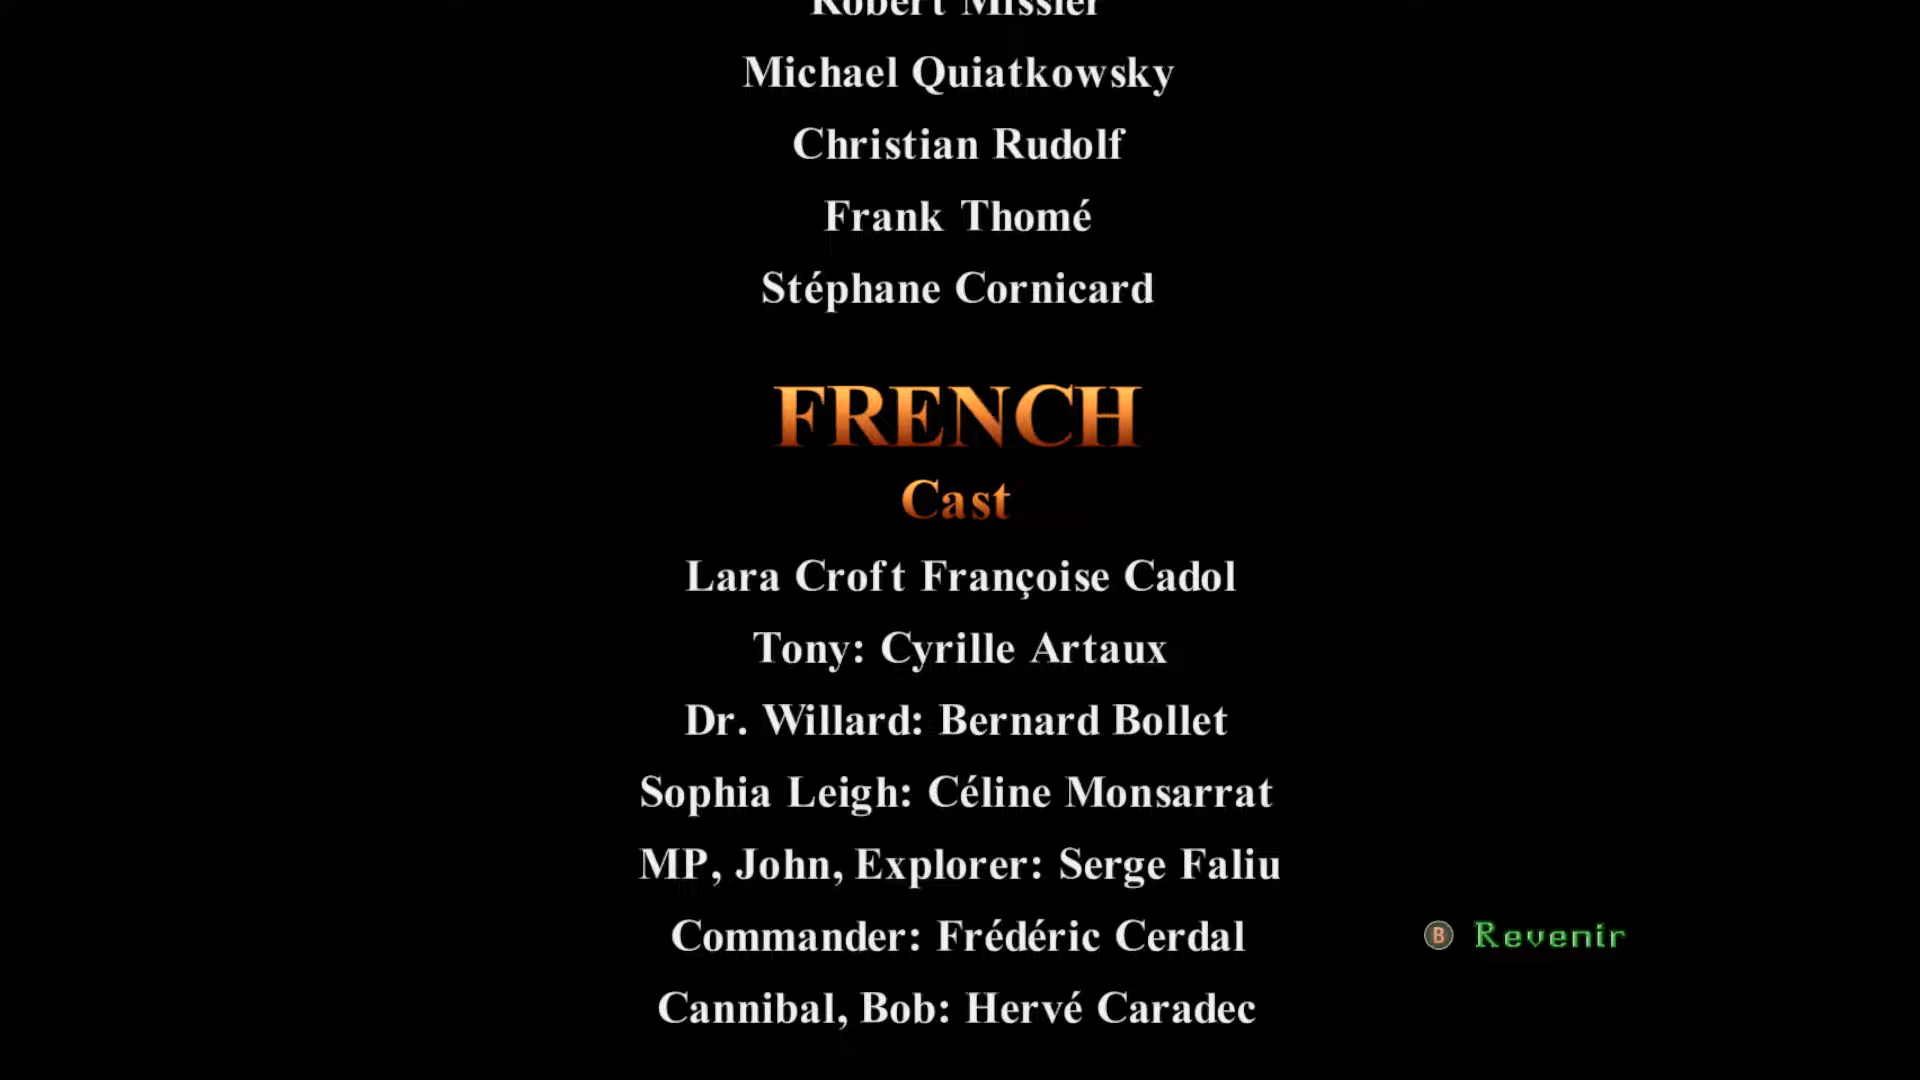 Robert Missler
Michael Quiatkowsky
Christian Rudolf
Frank Thomé
Stéphane Cornicard
FRENCH
Cast
Lara Croft Françoise Cadol
Tony: Cyrille Artaux
Dr. Willard: Bernard Bollet
Sophia Leigh: Céline Monsarrat
MP, John, Explorer: Serge Faliu
Commander: Frédéric Cerdal
B Revenir
Cannibal, Bob: Hervé Caradec